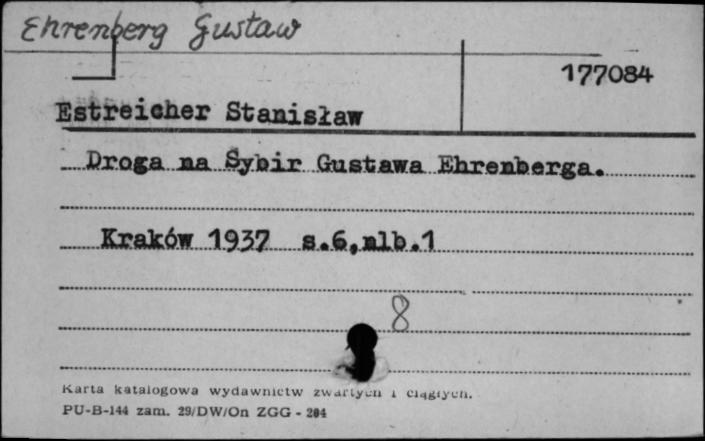 Ehrenberg Gustaw
177084
Estreicher Stanisław
Droga na Sybir Gustawa Ehrenberga.
Kraków 1937 s.6,nlb.1
8
Karta katalogowa wydawnictw zwartych i ciągłych.
PU-B-144 zam. 29/DW/On ZGG - 204